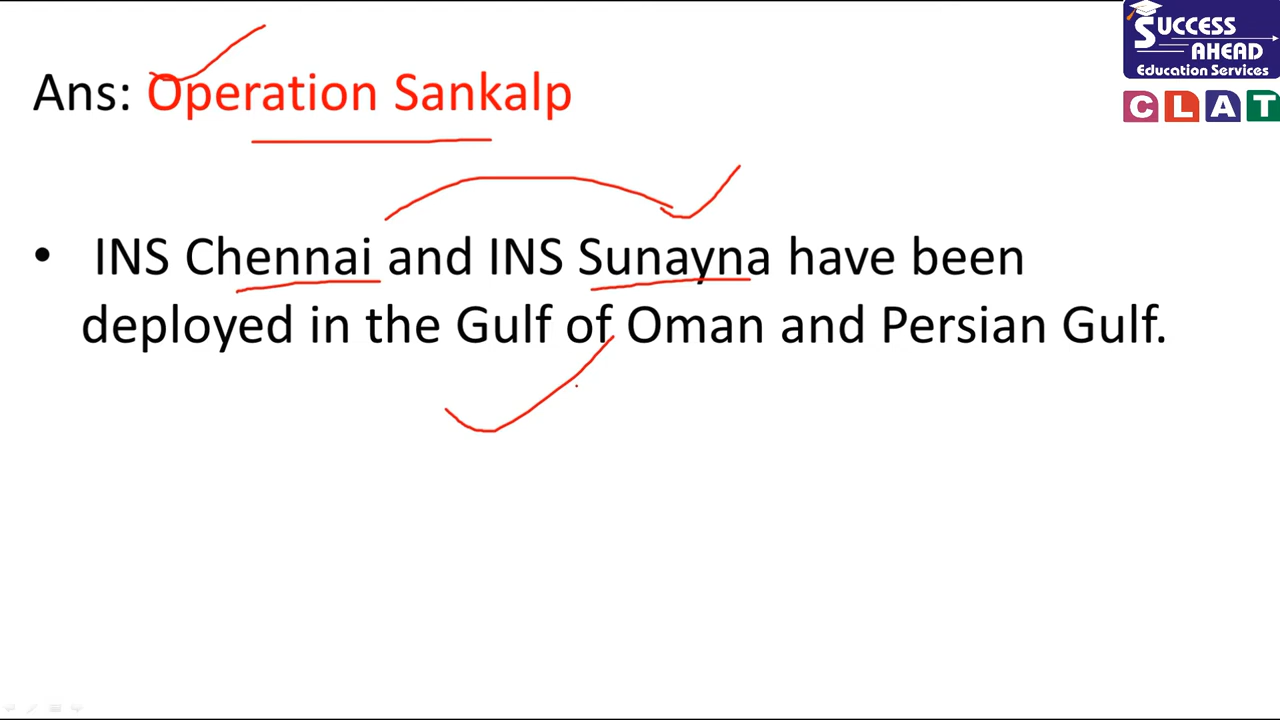 SUCCESS
AHEAD
Education Services
CLAT
Ans: Operation Sankalp
• INS Chennai and INS Sunayna have been
deployed in the Gulf of Oman and Persian Gulf.